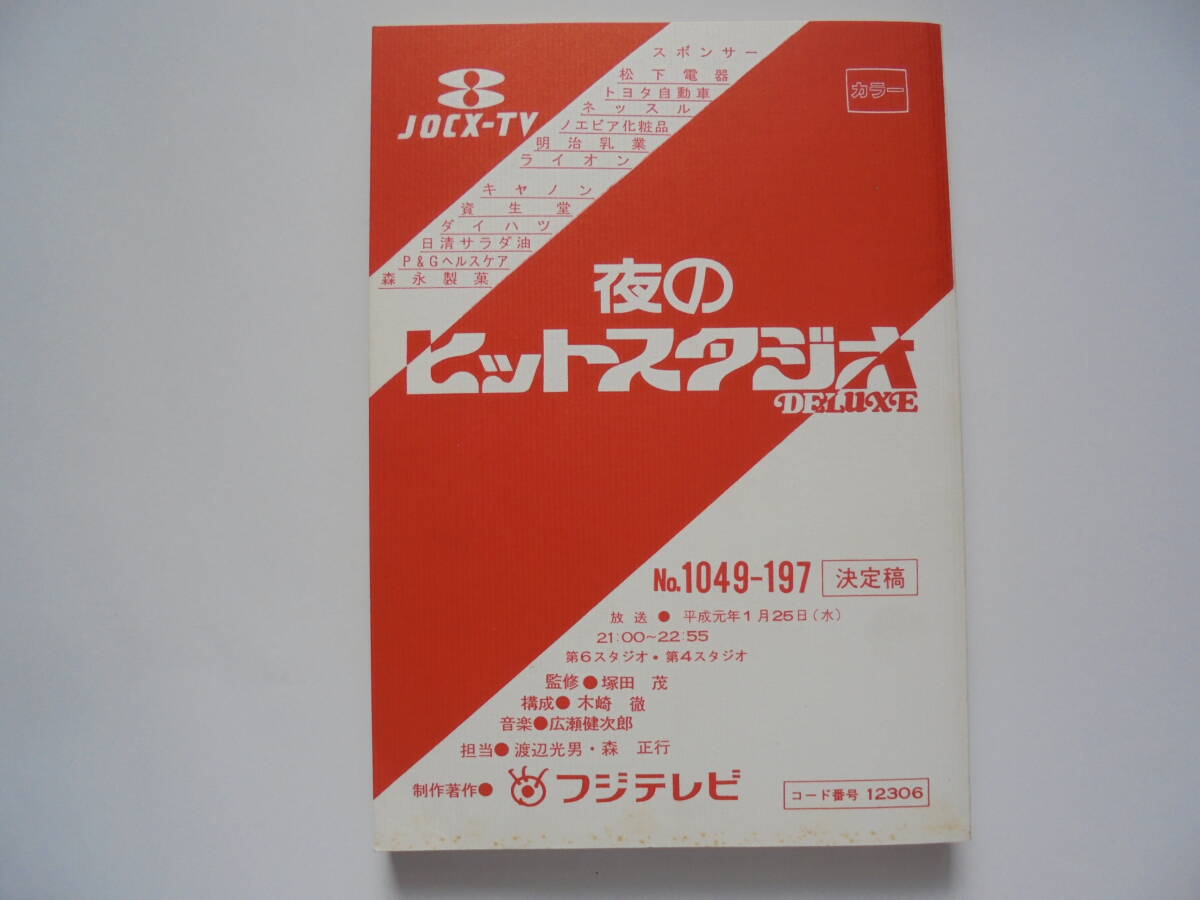 JOCX-TV
スポンサー
松下電器
トヨタ自動車
ネッスル
ノエビア化粧品
明治乳業
ライオン
キヤノン
資生堂
ダイハツ
日清サラダ油
P&Gヘルスケア
森永製菓
カラー
夜の
ヒットスタジオ
DELUXE
No.1049-197 決定稿
放送● 平成元年1月25日(水)
21:00~22:55
第6スタジオ・第4スタジオ
監修●塚田 茂
構成● 木崎 徹
音楽●広瀬健次郎
担当●渡辺光男・森 正行
制作著作● フジテレビ
コード番号 12306